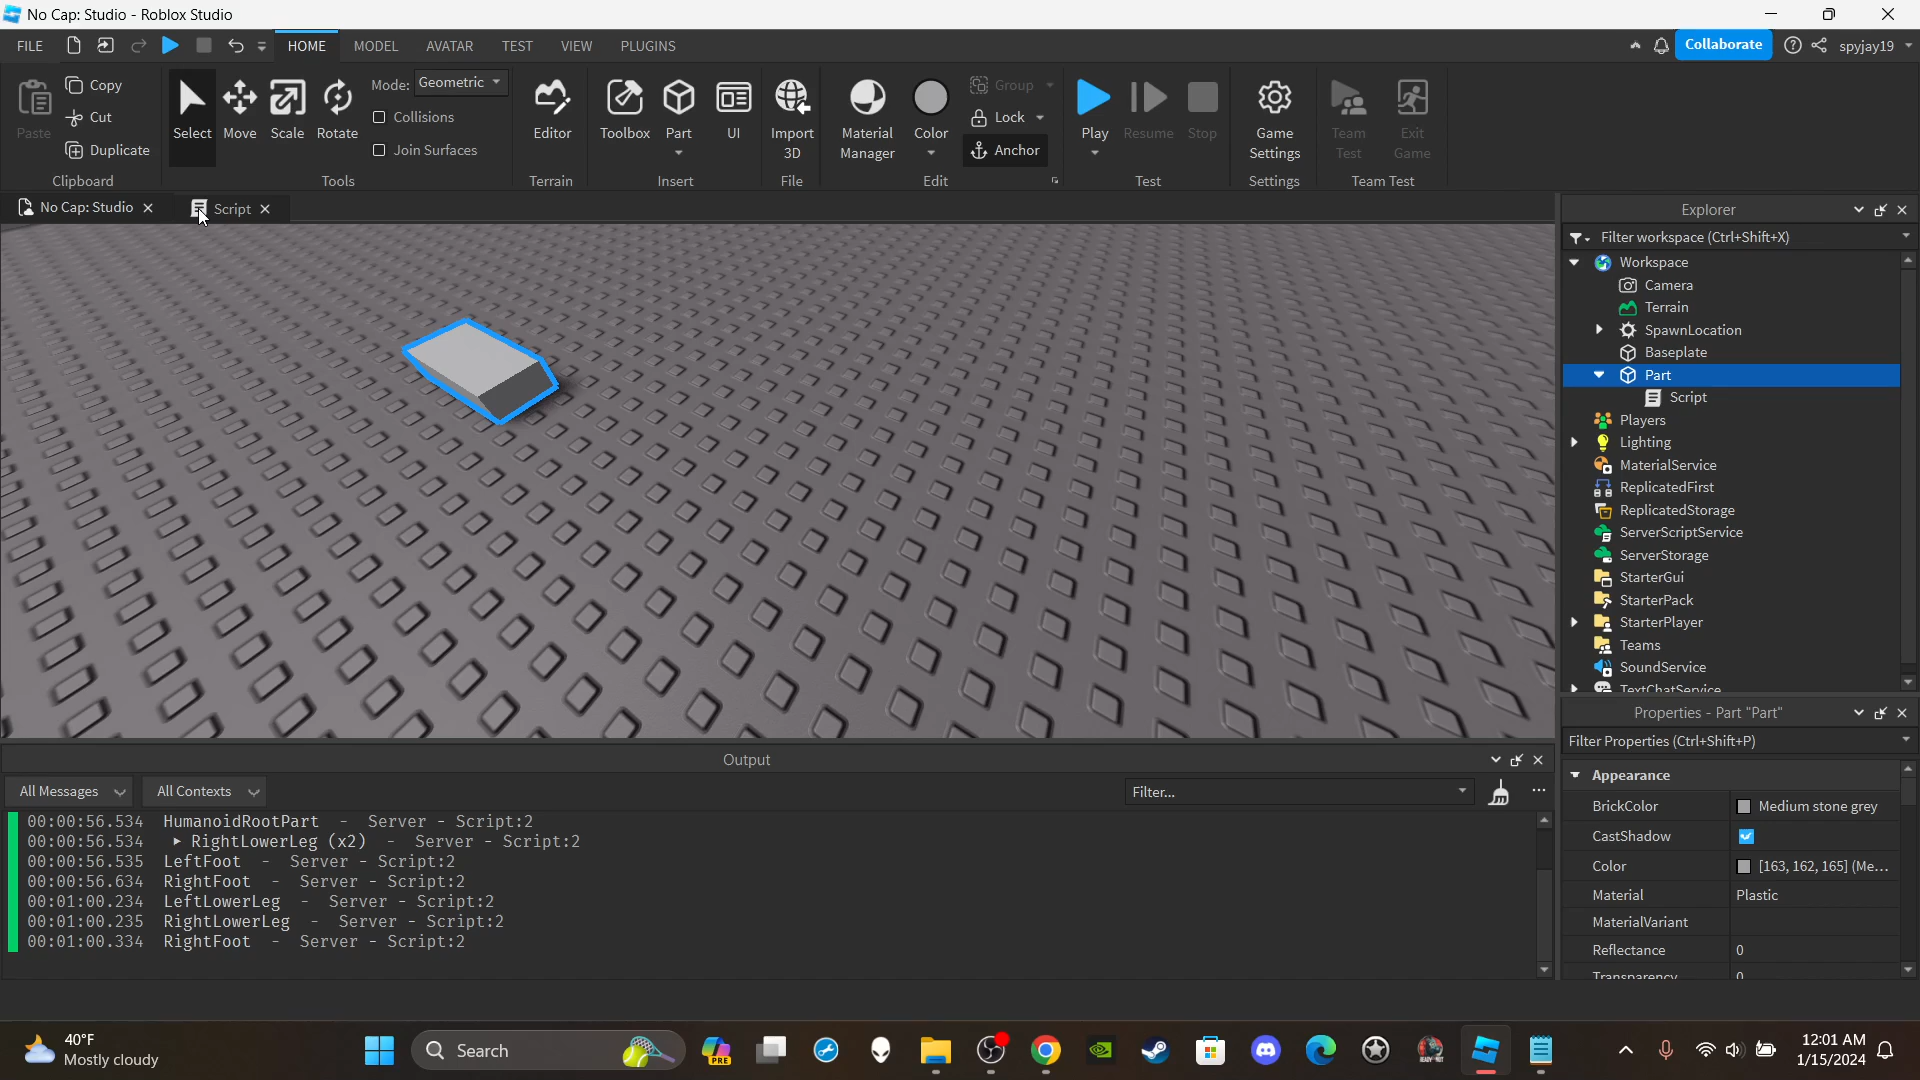 No Cap: Studio - Roblox Studio
FILE
HOME
MODEL
AVATAR
TEST
VIEW
PLUGINS
Collaborate
spyjay19
Paste
Copy
Cut
Duplicate
Clipboard
Select
Move
Scale
Rotate
Mode: Geometric
Collisions
Join Surfaces
Tools
Editor
Terrain
Toolbox
Part
UI
Insert
Import
3D
File
Material
Manager
Color
Group
Lock
Anchor
Edit
Play
Resume
Stop
Test
Game
Settings
Settings
Team
Test
Exit
Game
Team Test
No Cap: Studio
Script
Explorer
Filter workspace (Ctrl+Shift+X)
Workspace
Camera
Terrain
SpawnLocation
Baseplate
Part
Script
Players
Lighting
MaterialService
ReplicatedFirst
ReplicatedStorage
ServerScriptService
ServerStorage
StarterGui
StarterPack
StarterPlayer
Teams
SoundService
TextChatService
Properties - Part "Part"
Filter Properties (Ctrl+Shift+P)
Appearance
BrickColor Medium stone grey
CastShadow
Color [163, 162, 165] (Me...
Material Plastic
MaterialVariant
Reflectance 0
Transparency 0
Output
All Messages
All Contexts
Filter...
00:00:56.534 HumanoidRootPart - Server - Script:2
00:00:56.534 ▸ RightLowerLeg (x2) - Server - Script:2
00:00:56.535 LeftFoot - Server - Script:2
00:00:56.634 RightFoot - Server - Script:2
00:01:00.234 LeftLowerLeg - Server - Script:2
00:01:00.235 RightLowerLeg - Server - Script:2
00:01:00.334 RightFoot - Server - Script:2
40°F
Mostly cloudy
Search
PRE
12:01 AM
1/15/2024